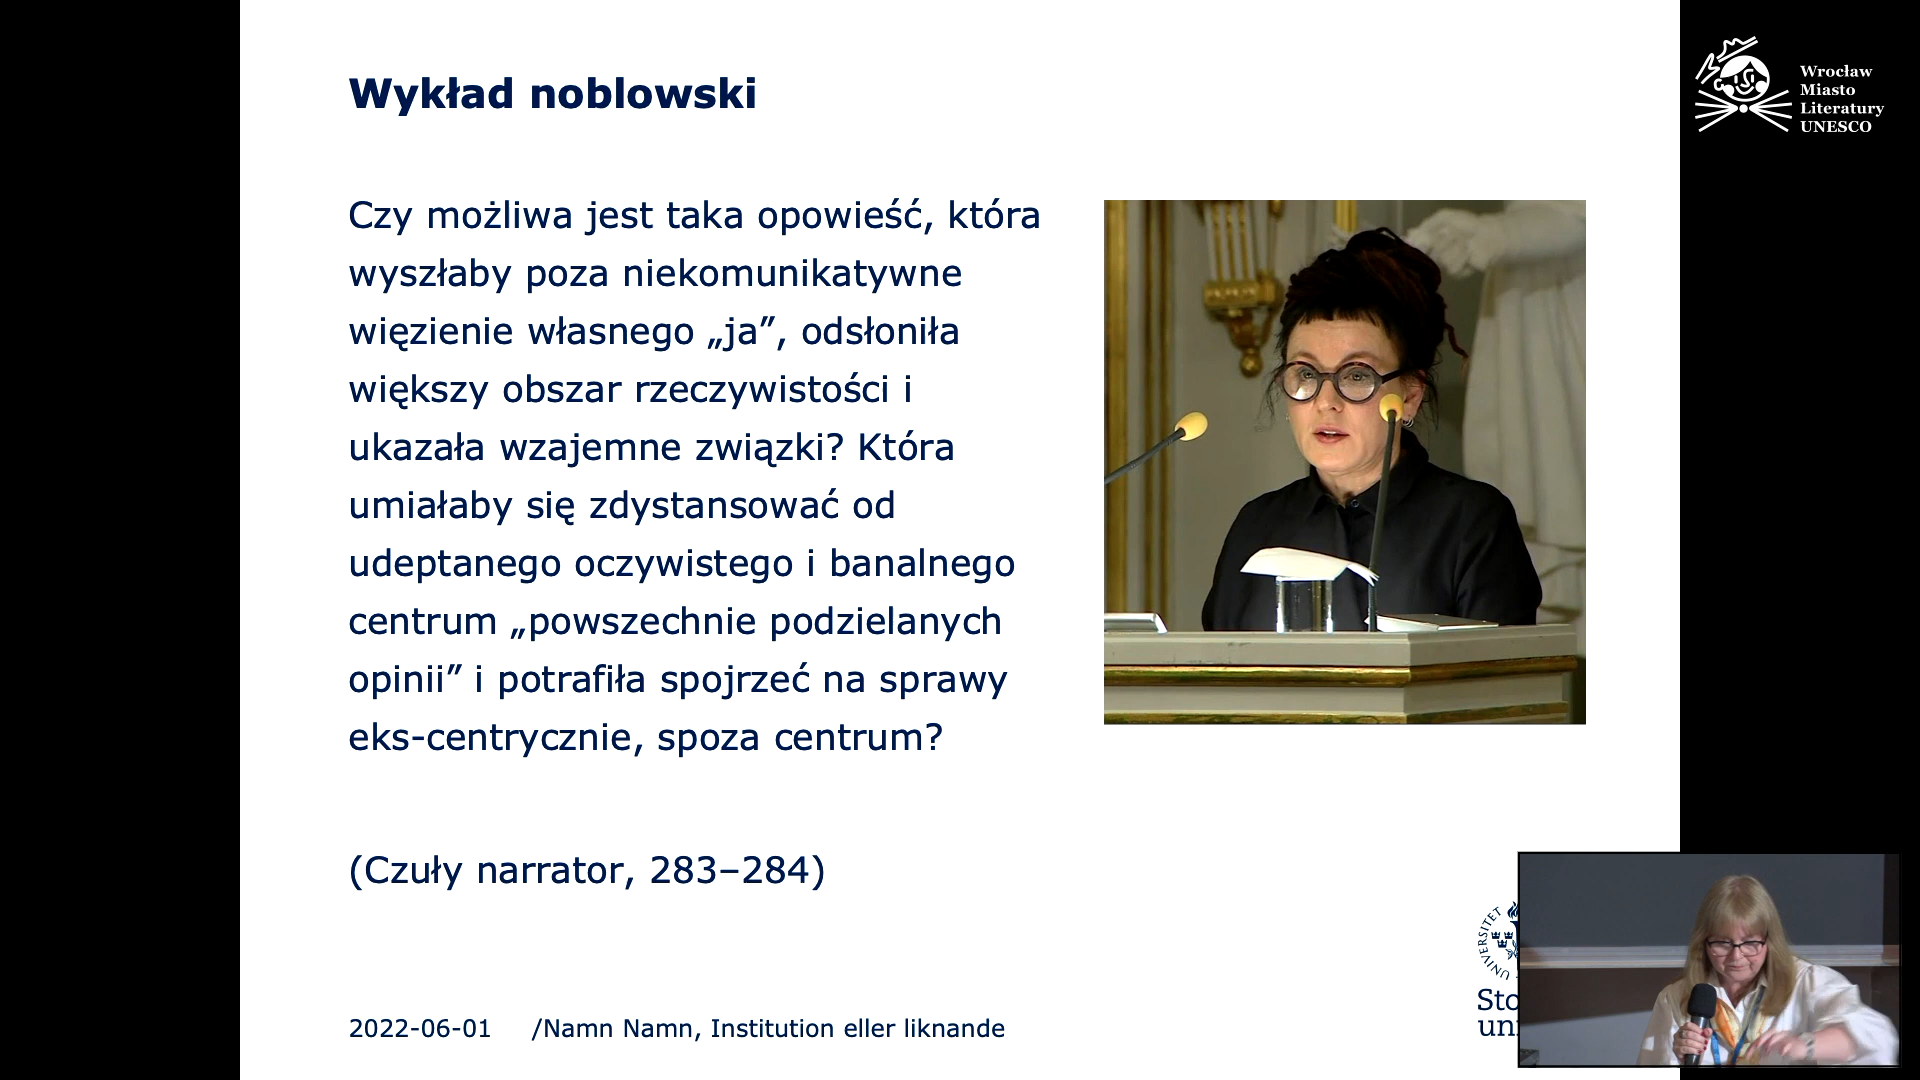 Wykład noblowski
Czy możliwa jest taka opowieść, która
wyszłaby poza niekomunikatywne
więzienie własnego „ja”, odsłoniła
większy obszar rzeczywistości i
ukazała wzajemne związki? Która
umiałaby się zdystansować od
udeptanego oczywistego i banalnego
centrum „powszechnie podzielanych
opinii” i potrafiła spojrzeć na sprawy
eks-centrycznie, spoza centrum?
(Czuły narrator, 283–284)
2022-06-01 /Namn Namn, Institution eller liknande
Wrocław
Miasto
Literatury
UNESCO